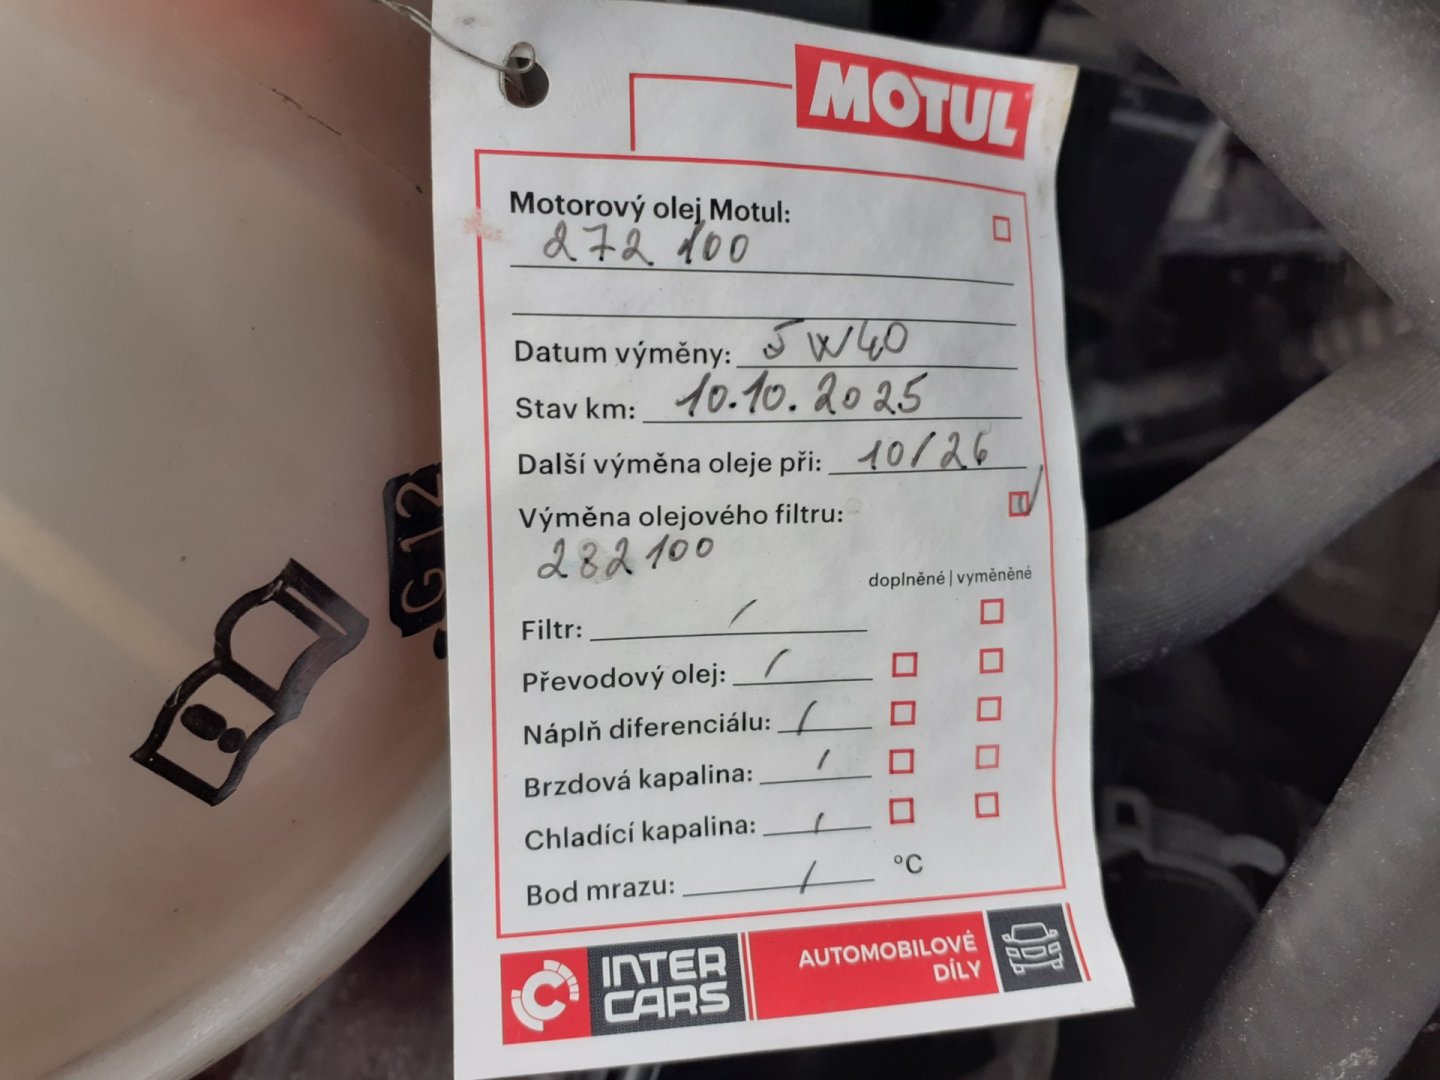 MOTUL
Motorový olej Motul:
272 100
Datum výměny: 5W40
Stav km: 10.10.2025
Další výměna oleje při: 10/26
Výměna olejového filtru:
282 100
doplněné | vyměněné
Filtr: /
Převodový olej: /
Náplň diferenciálu: /
Brzdová kapalina: /
Chladící kapalina: /
Bod mrazu: / °C
INTER CARS
AUTOMOBILOVÉ DÍLY
G12